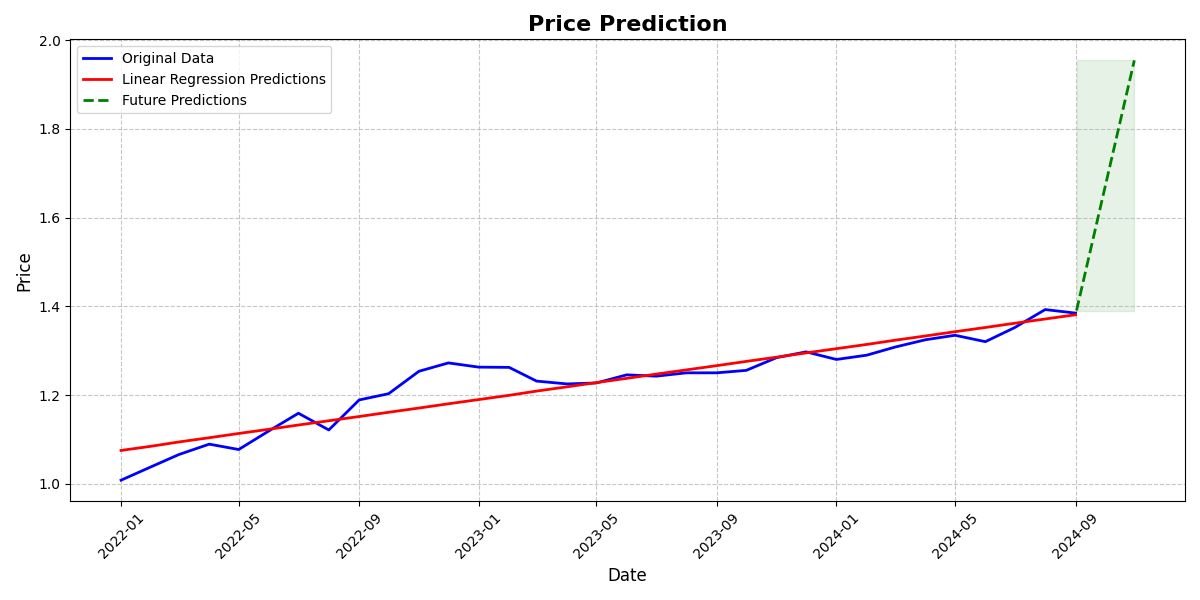 Price Prediction
Original Data
Linear Regression Predictions
Future Predictions
Price
2.0
1.8
1.6
1.4
1.2
1.0
2022-01
2022-05
2022-09
2023-01
2023-05
2023-09
2024-01
2024-05
2024-09
Date